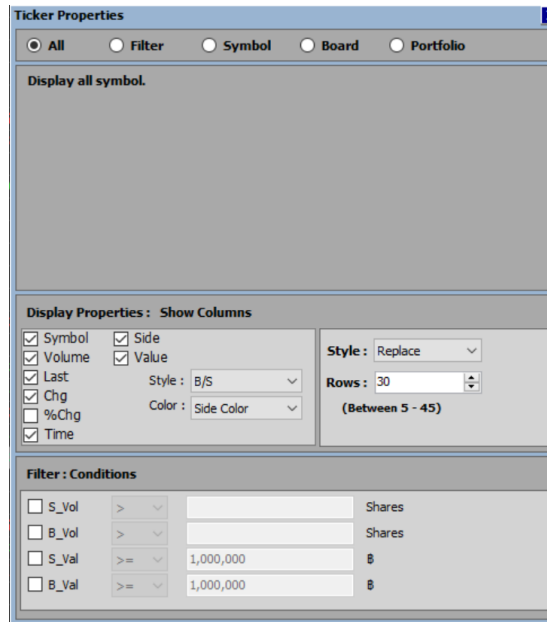 Ticker Properties
All Filter Symbol Board Portfolio
Display all symbol.
Display Properties : Show Columns
Symbol Side
Volume Value
Last Style : B/S
Chg Color : Side Color
%Chg
Time
Style : Replace
Rows : 30
(Between 5 - 45)
Filter : Conditions
S_Vol > Shares
B_Vol > Shares
S_Val >= 1,000,000 ฿
B_Val >= 1,000,000 ฿